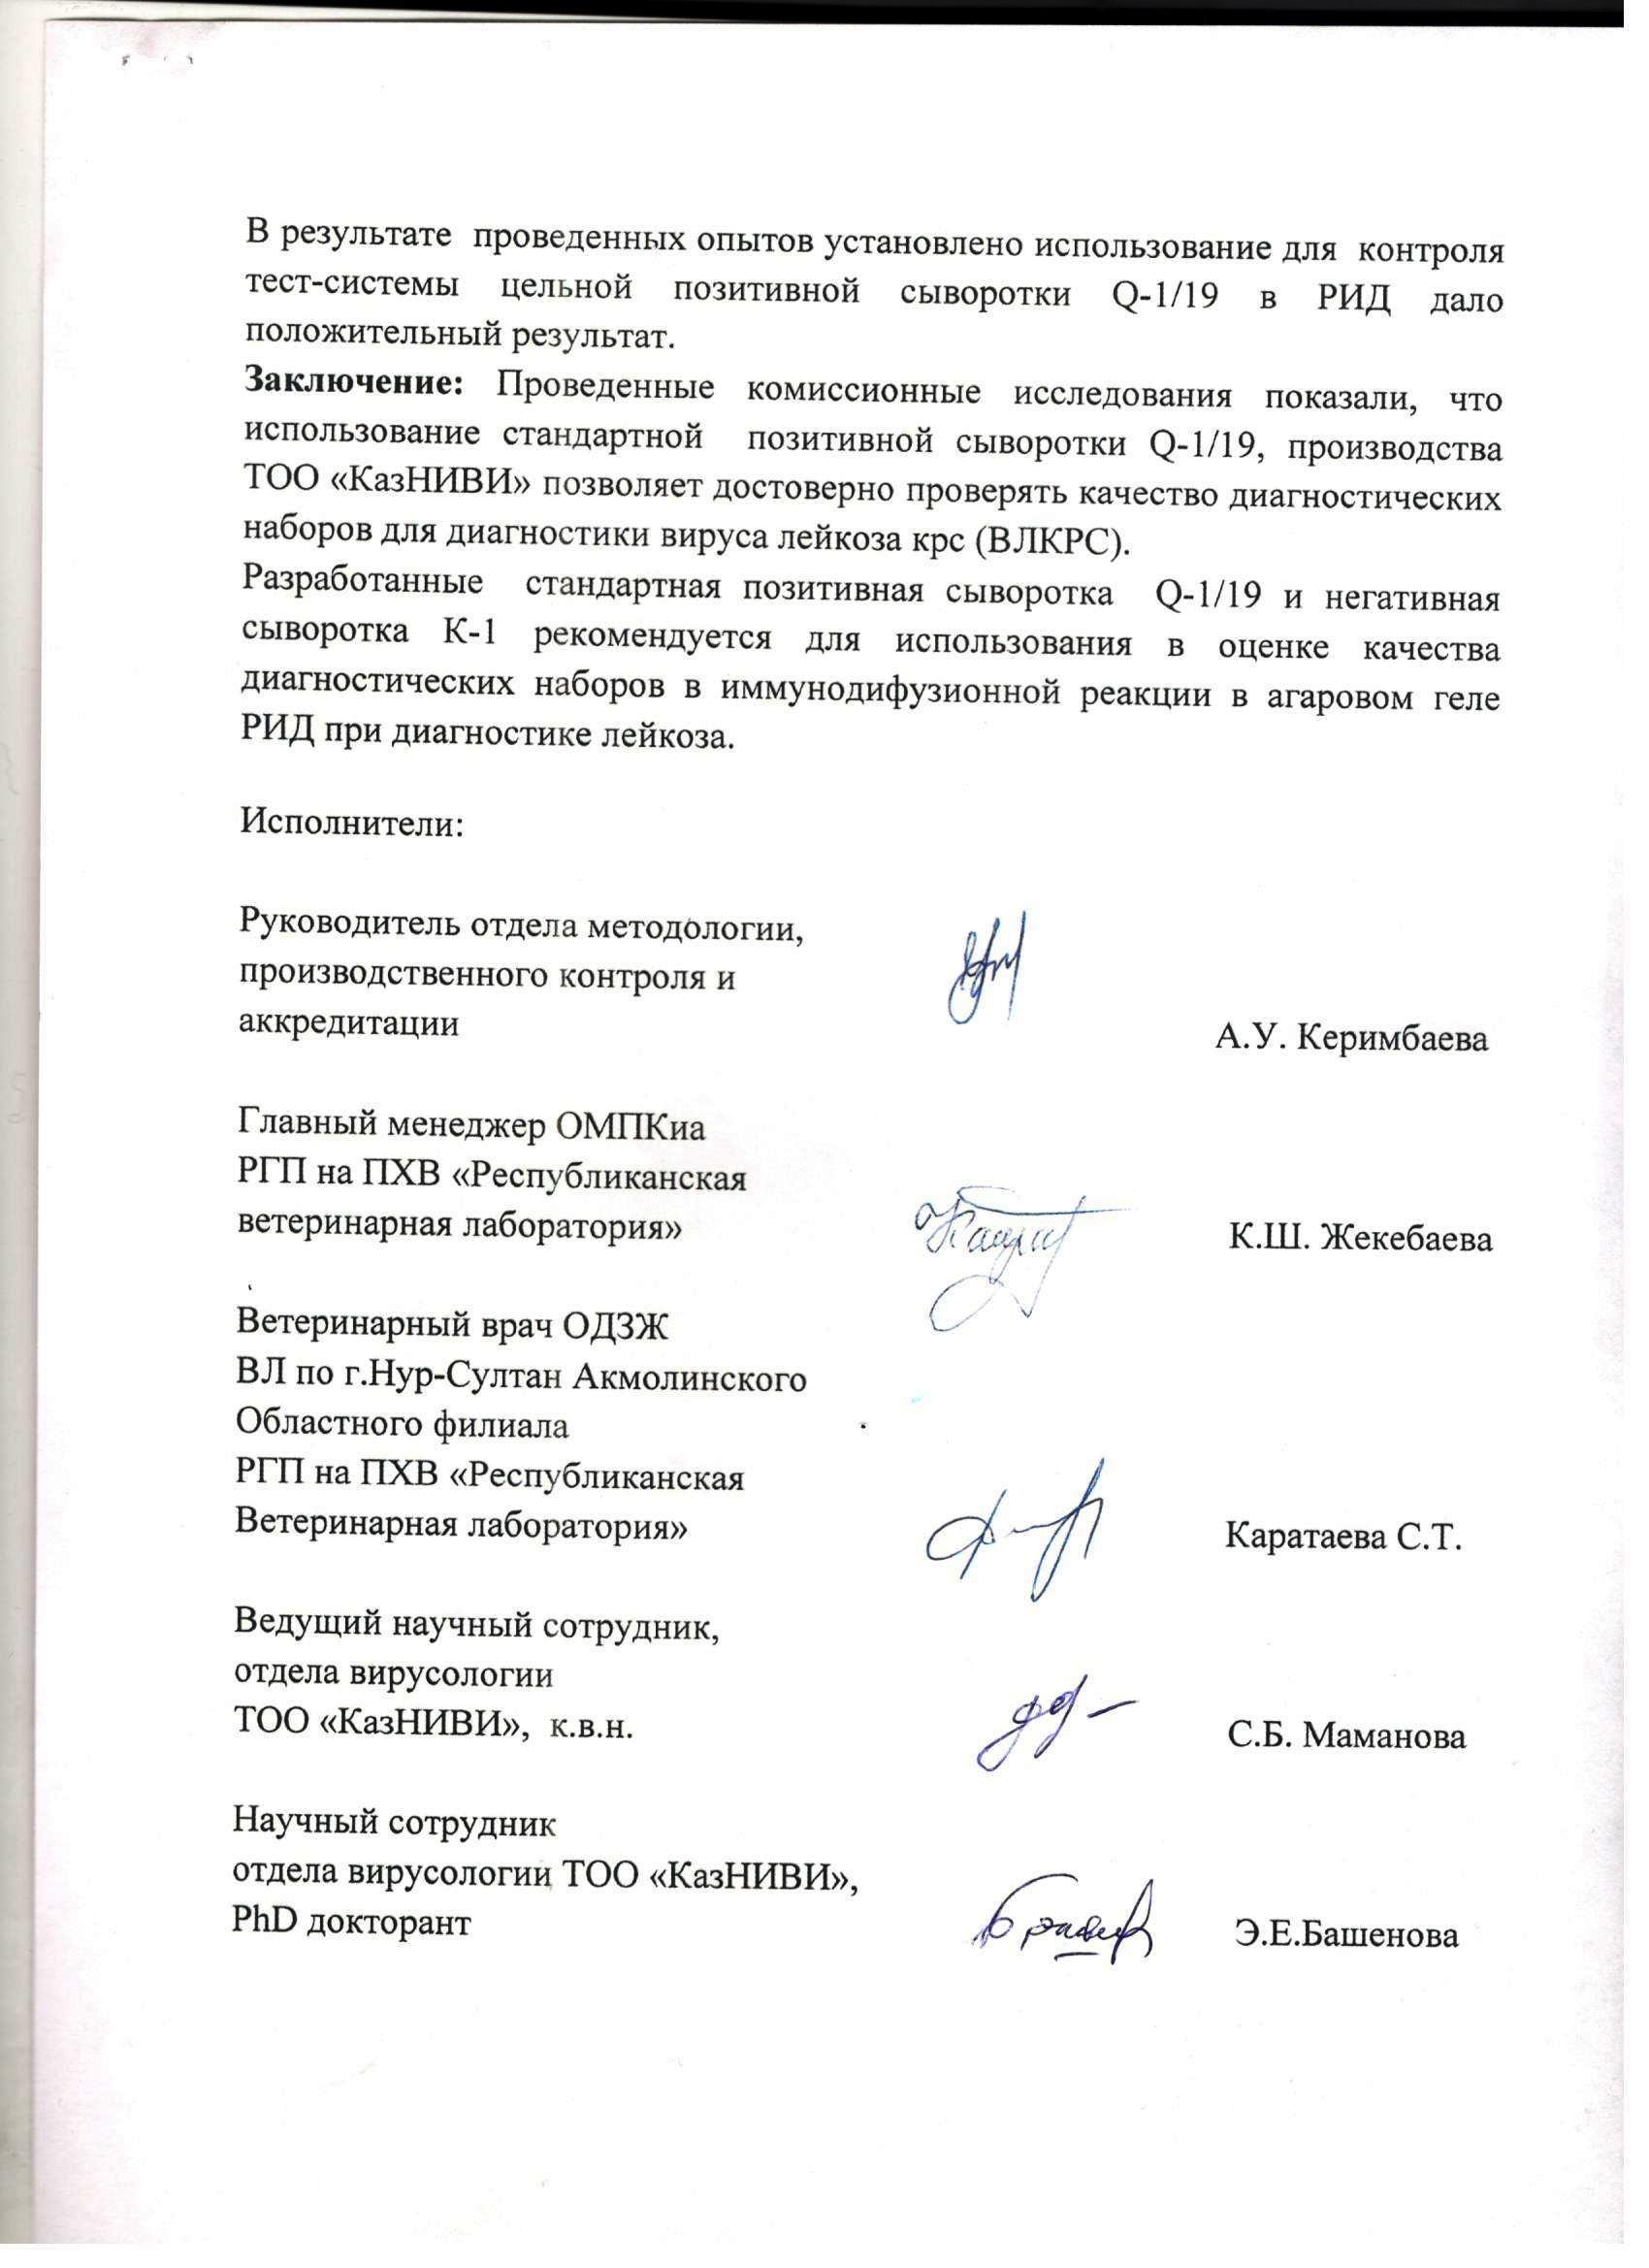 В результате проведенных опытов установлено использование для контроля
тест-системы цельной позитивной сыворотки Q-1/19 в РИД дало
положительный результат.
Заключение: Проведенные комиссионные исследования показали, что
использование стандартной позитивной сыворотки Q-1/19, производства
ТОО «КазНИВИ» позволяет достоверно проверять качество диагностических
наборов для диагностики вируса лейкоза крс (ВЛКРС).
Разработанные стандартная позитивная сыворотка Q-1/19 и негативная
сыворотка К-1 рекомендуется для использования в оценке качества
диагностических наборов в иммунодифузионной реакции в агаровом геле
РИД при диагностике лейкоза.
Исполнители:
Руководитель отдела методологии,
производственного контроля и
аккредитации
А.У. Керимбаева
Главный менеджер ОМПКиа
РГП на ПХВ «Республиканская
ветеринарная лаборатория»
К.Ш. Жекебаева
Ветеринарный врач ОДЗЖ
ВЛ по г.Нур-Султан Акмолинского
Областного филиала
РГП на ПХВ «Республиканская
Ветеринарная лаборатория»
Каратаева С.Т.
Ведущий научный сотрудник,
отдела вирусологии
ТОО «КазНИВИ», к.в.н.
С.Б. Маманова
Научный сотрудник
отдела вирусологии ТОО «КазНИВИ»,
PhD докторант
Э.Е.Башенова